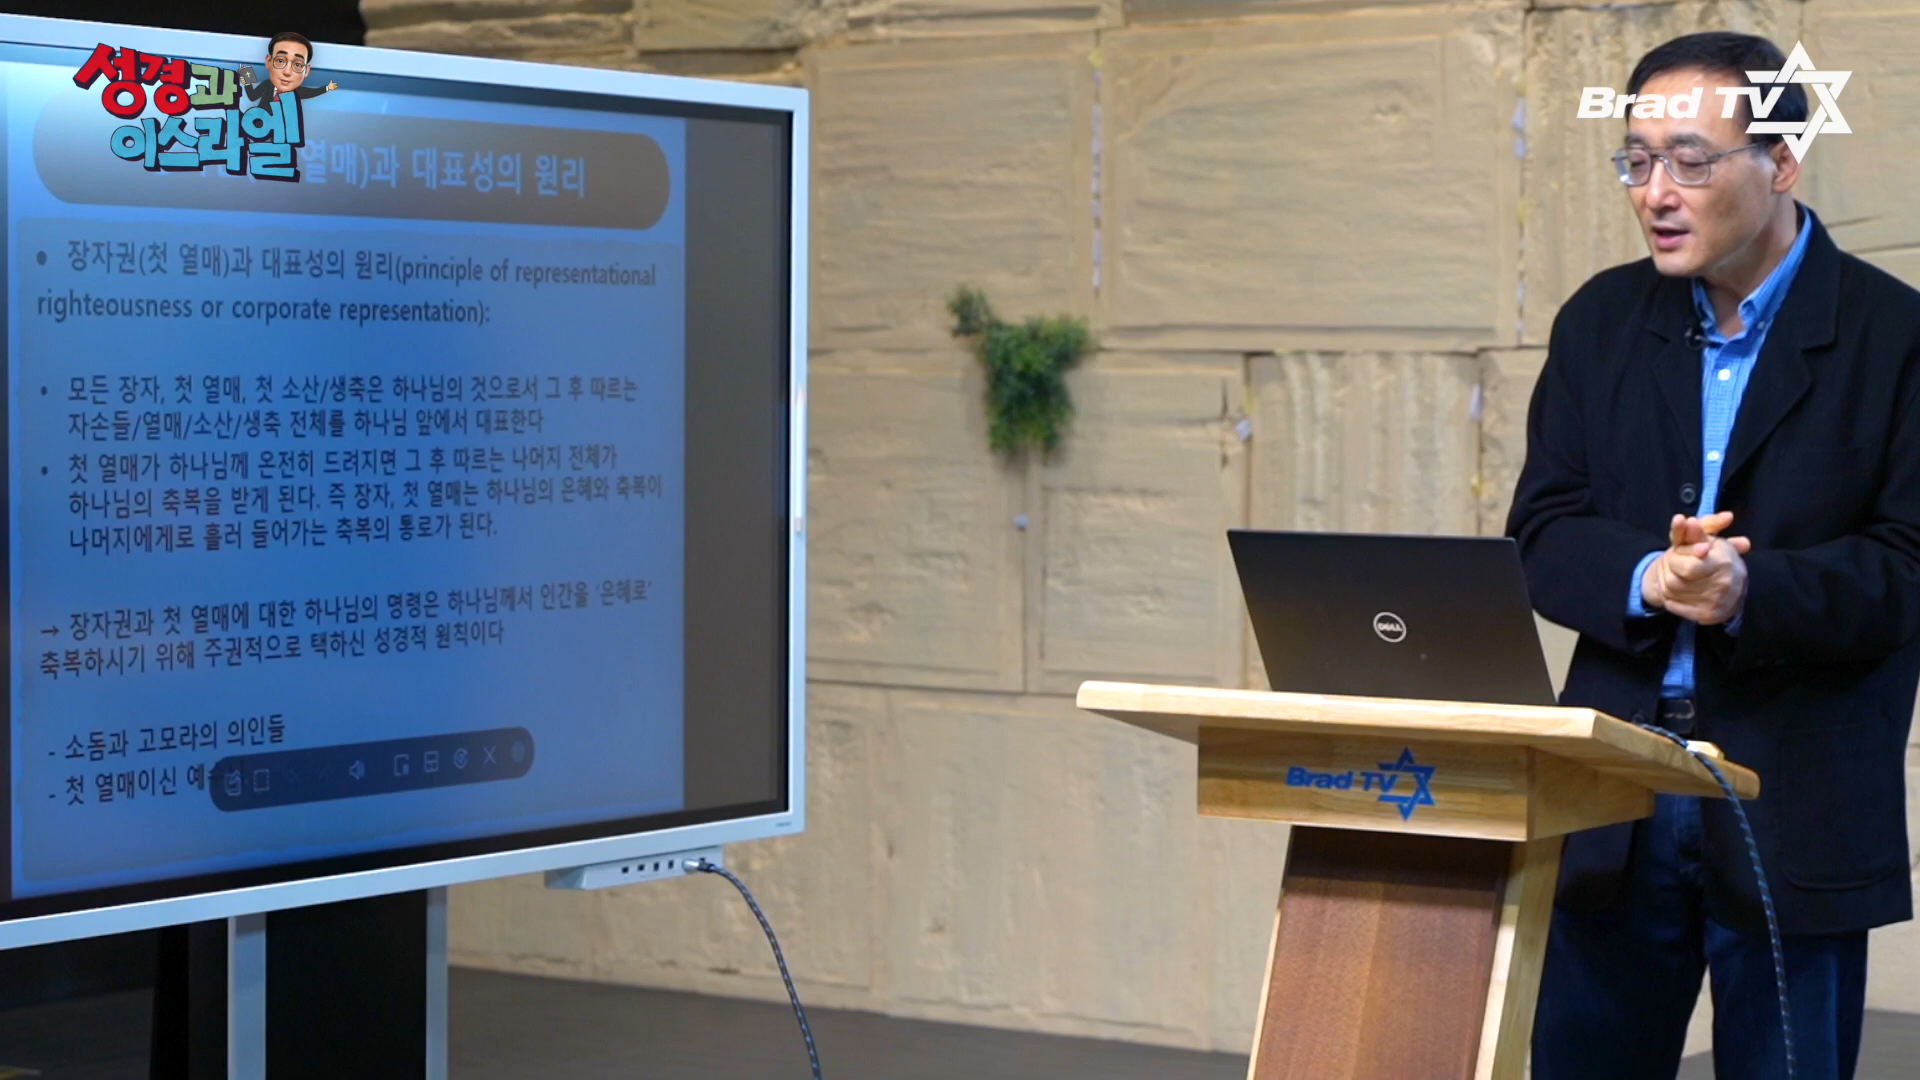 성경과
이스라엘
Brad TV
열매)과 대표성의 원리
• 장자권(첫 열매)과 대표성의 원리(principle of representational
righteousness or corporate representation):
• 모든 장자, 첫 열매, 첫 소산/생축은 하나님의 것으로서 그 후 따르는
자손들/열매/소산/생축 전체를 하나님 앞에서 대표한다
• 첫 열매가 하나님께 온전히 드려지면 그 후 따르는 나머지 전체가
하나님의 축복을 받게 된다. 즉 장자, 첫 열매는 하나님의 은혜와 축복이
나머지에게로 흘러 들어가는 축복의 통로가 된다.
→ 장자권과 첫 열매에 대한 하나님의 명령은 하나님께서 인간을 ‘은혜로’
축복하시기 위해 주권적으로 택하신 성경적 원칙이다
- 소돔과 고모라의 의인들
- 첫 열매이신 예
DELL
Brad TV